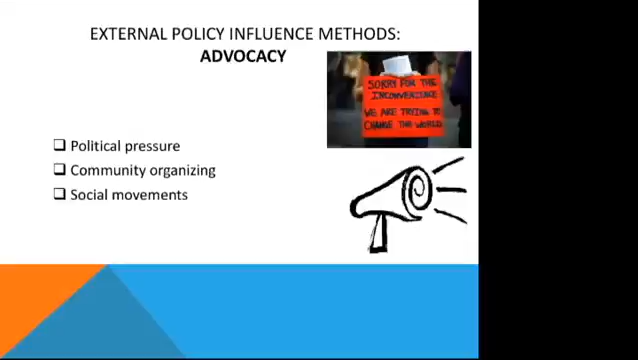 EXTERNAL POLICY INFLUENCE METHODS:
ADVOCACY
SORRY FOR THE
INCONVENIENCE
WE ARE TRYING TO
CHANGE THE WORLD
Political pressure
Community organizing
Social movements